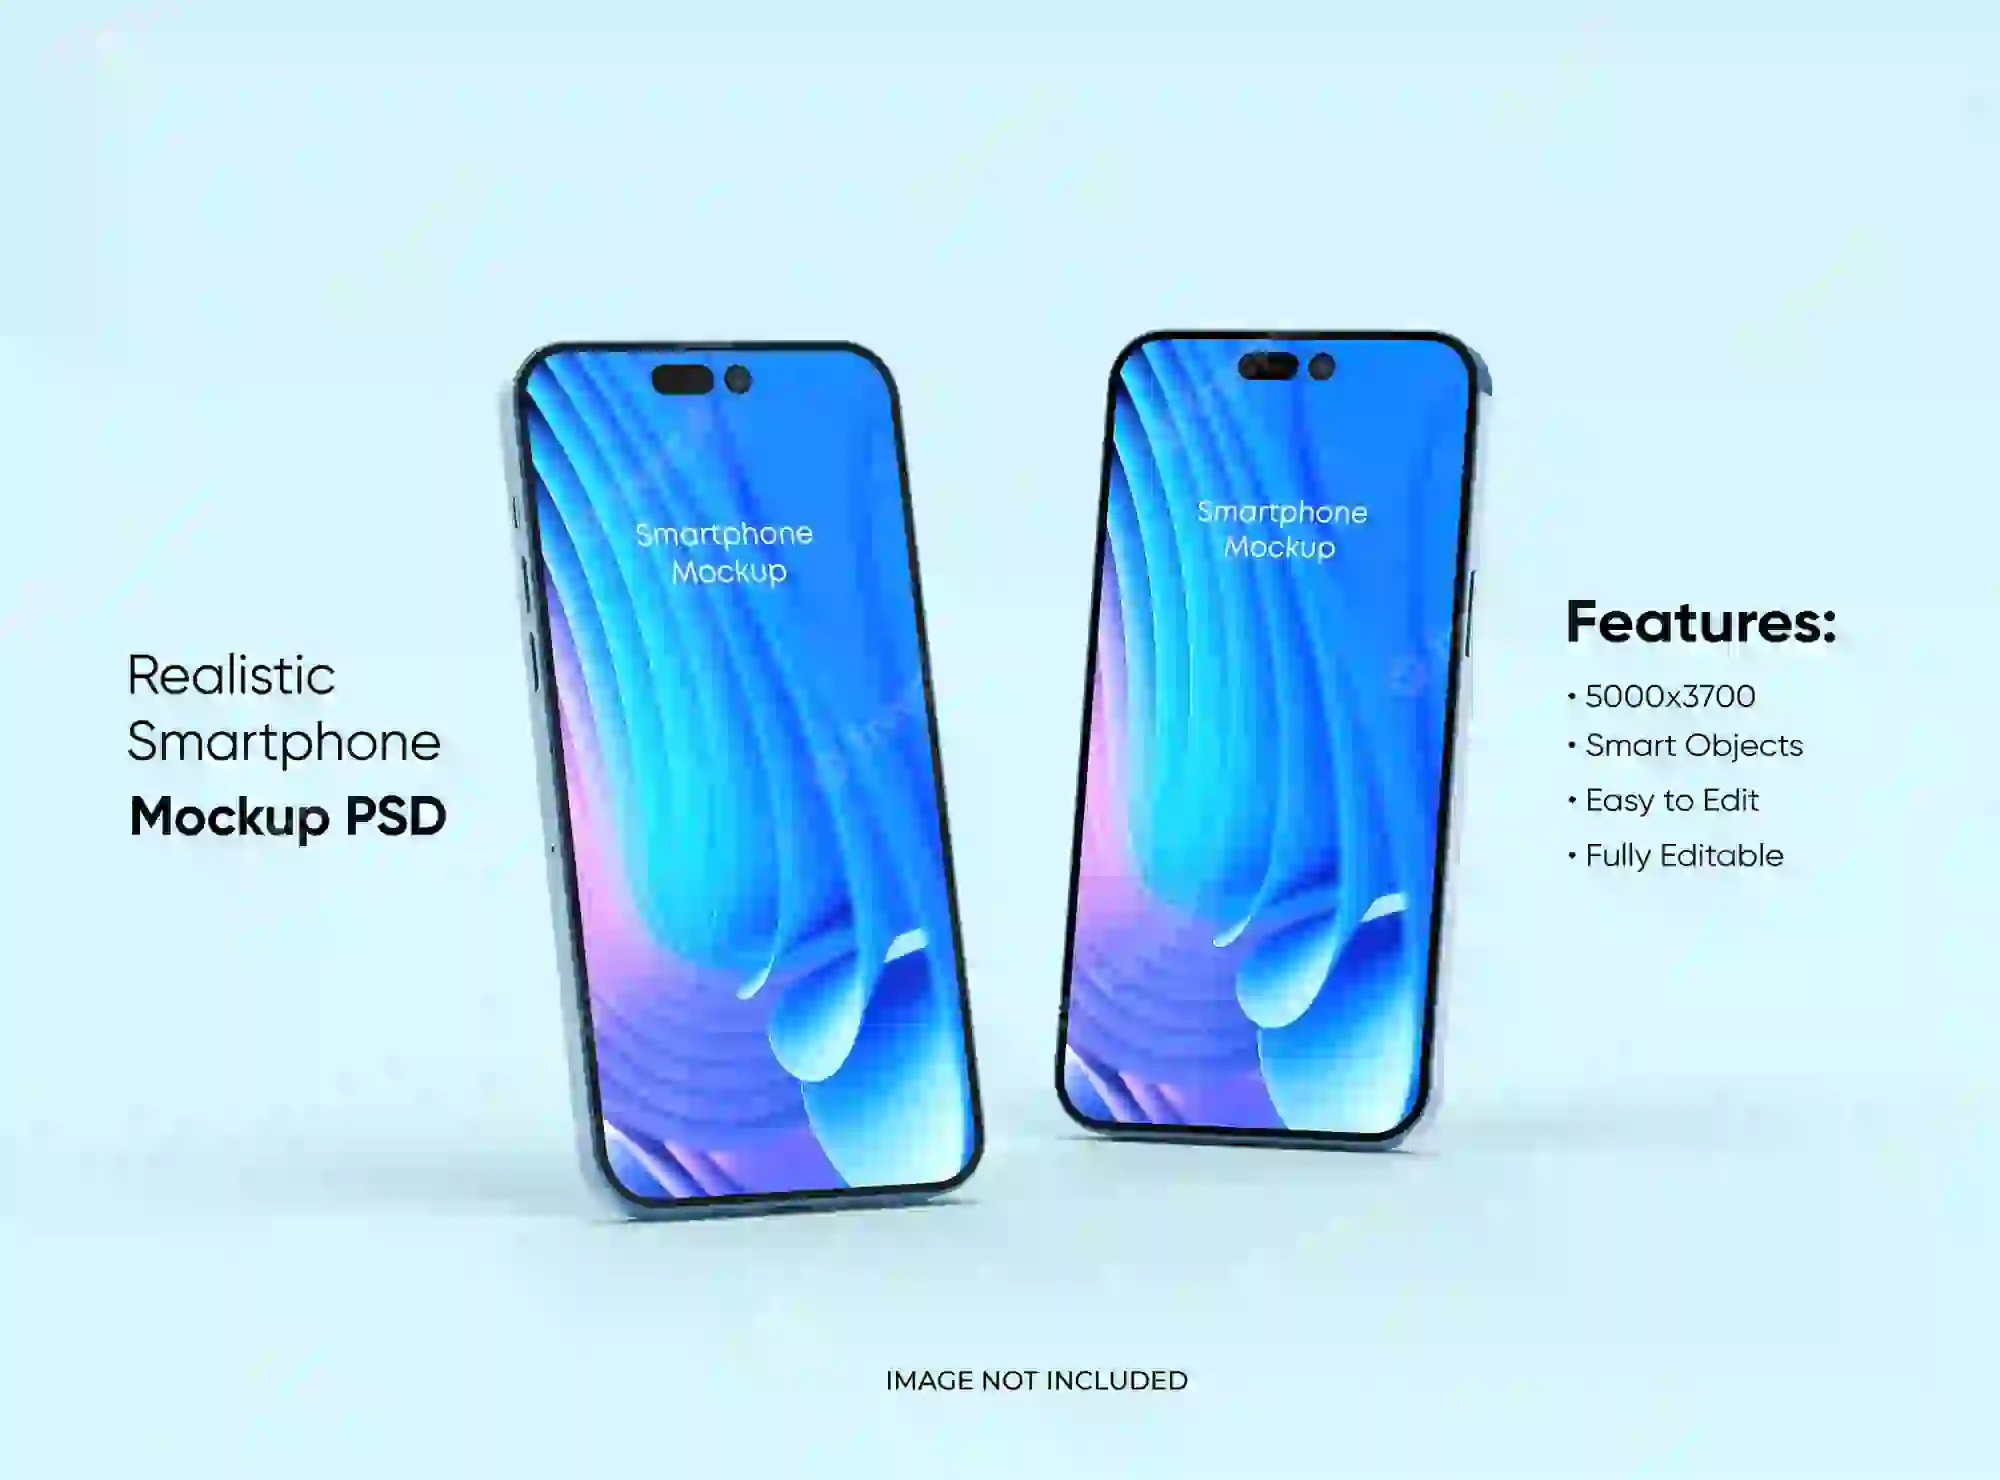 Realistic
Smartphone
Mockup PSD
Smartphone
Mockup
Smartphone
Mockup
Features:
• 5000x3700
• Smart Objects
• Easy to Edit
• Fully Editable
IMAGE NOT INCLUDED